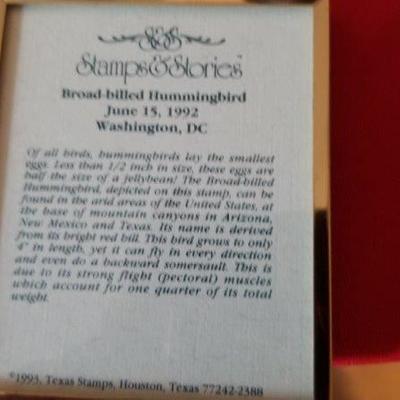 S&S
Stamps & Stories™
Broad-billed Hummingbird
June 15, 1992
Washington, DC
Of all birds, hummingbirds lay the smallest
eggs. Less than 1/2 inch in size, these eggs are
half the size of a jellybean! The Broad-billed
Hummingbird, depicted on this stamp, can be
found in the arid areas of the United States, at
the base of mountain canyons in Arizona,
New Mexico and Texas. Its name is derived
from its bright red bill. This bird grows to only
4" in length, yet it can fly in every direction
and even do a backward somersault. This is
due to its strong flight (pectoral) muscles
which account for one quarter of its total
weight.
©1993, Texas Stamps, Houston, Texas 77242-2388